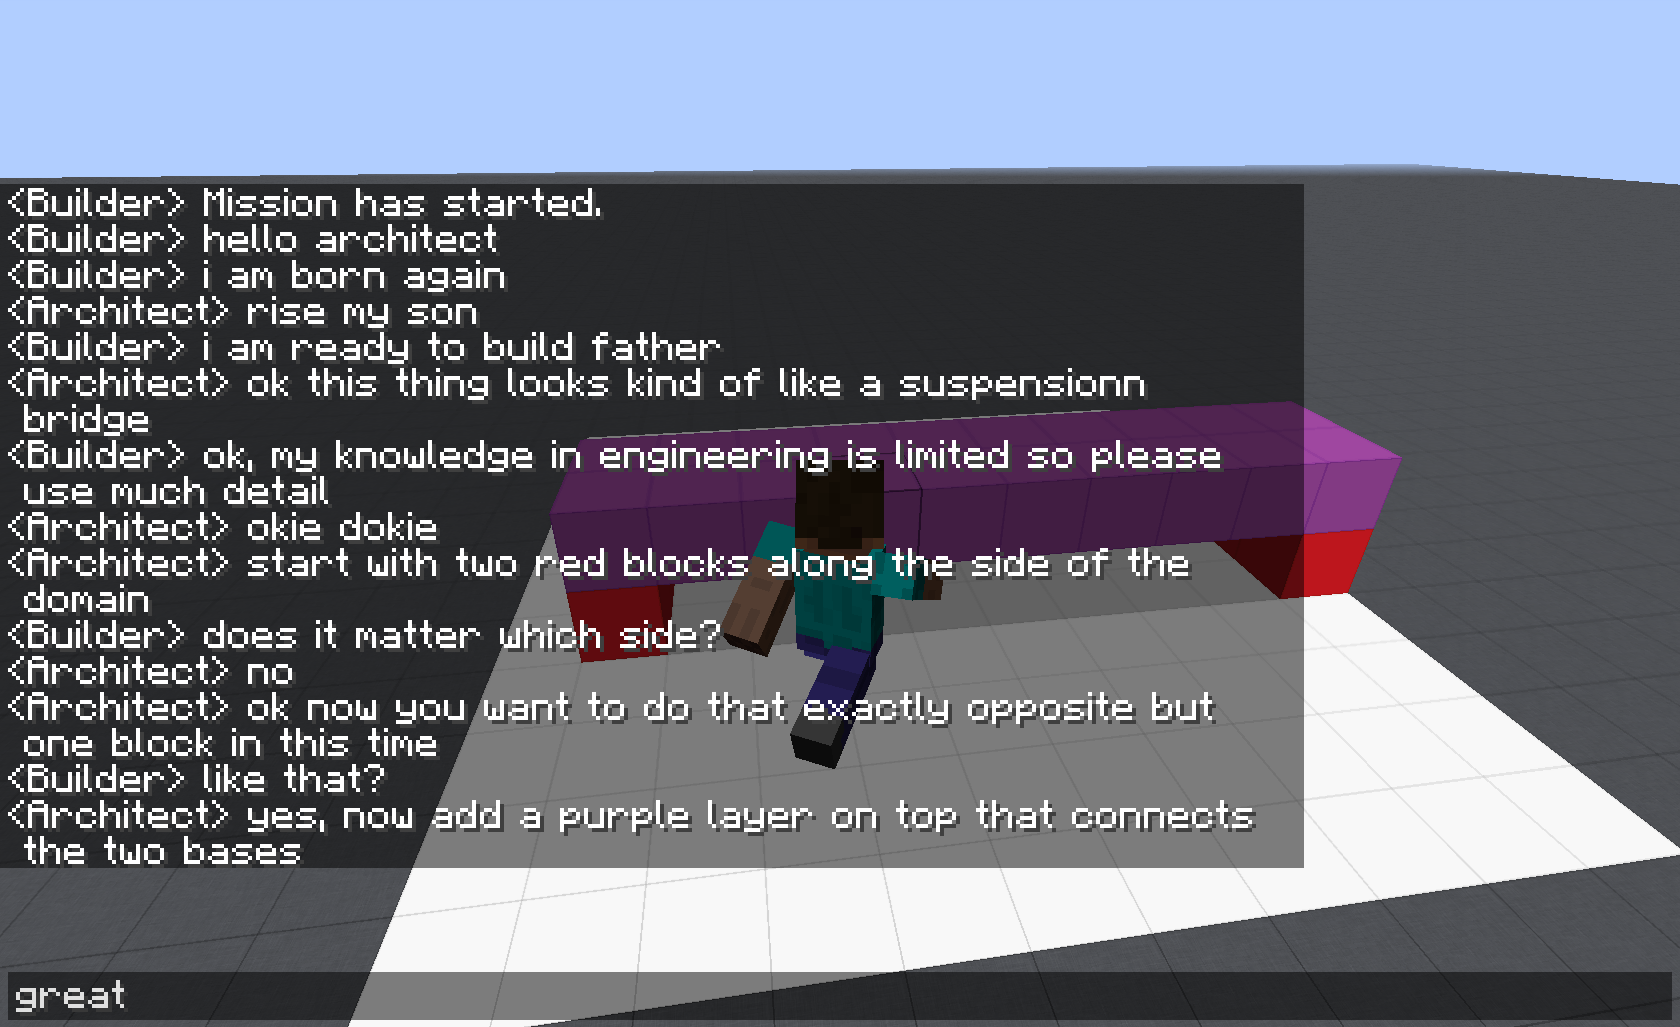 <Builder> Mission has started.
<Builder> hello architect
<Builder> i am born again
<Architect> rise my son
<Builder> i am ready to build father
<Architect> ok this thing looks kind of like a suspensionn
bridge
<Builder> ok, my knowledge in engineering is limited so please
use much detail
<Architect> okie dokie
<Architect> start with two red blocks along the side of the
domain
<Builder> does it matter which side?
<Architect> no
<Architect> ok now you want to do that exactly opposite but
one block in this time
<Builder> like that?
<Architect> yes, now add a purple layer on top that connects
the two bases
great